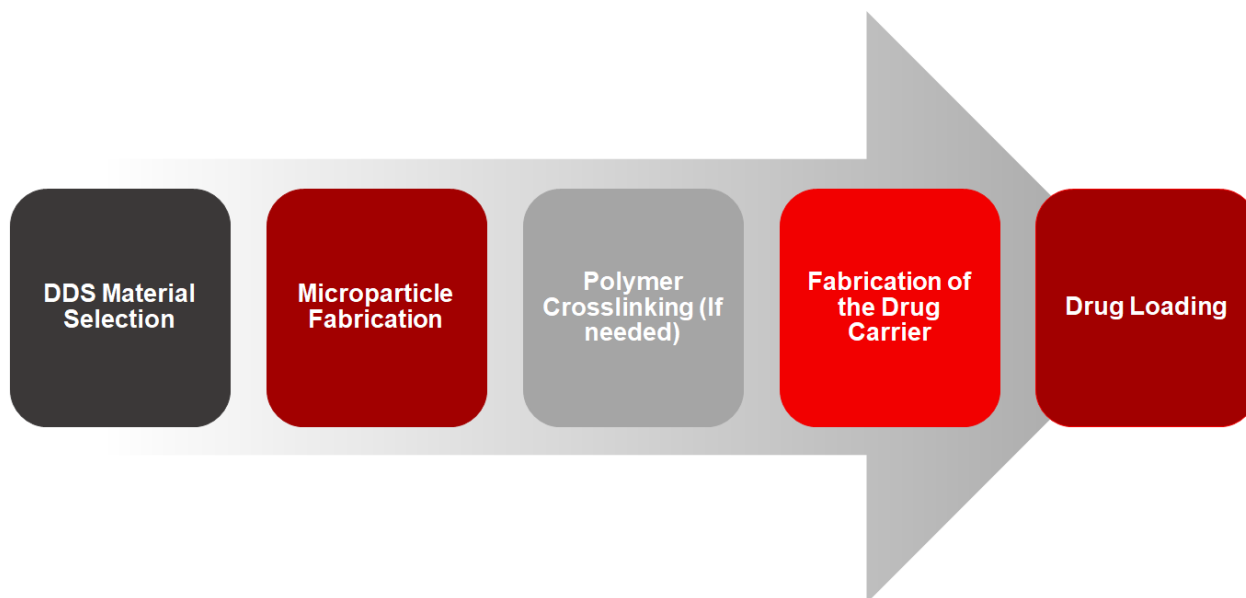 DDS Material
Selection
Microparticle
Fabrication
Polymer
Crosslinking (If
needed)
Fabrication of
the Drug
Carrier
Drug Loading